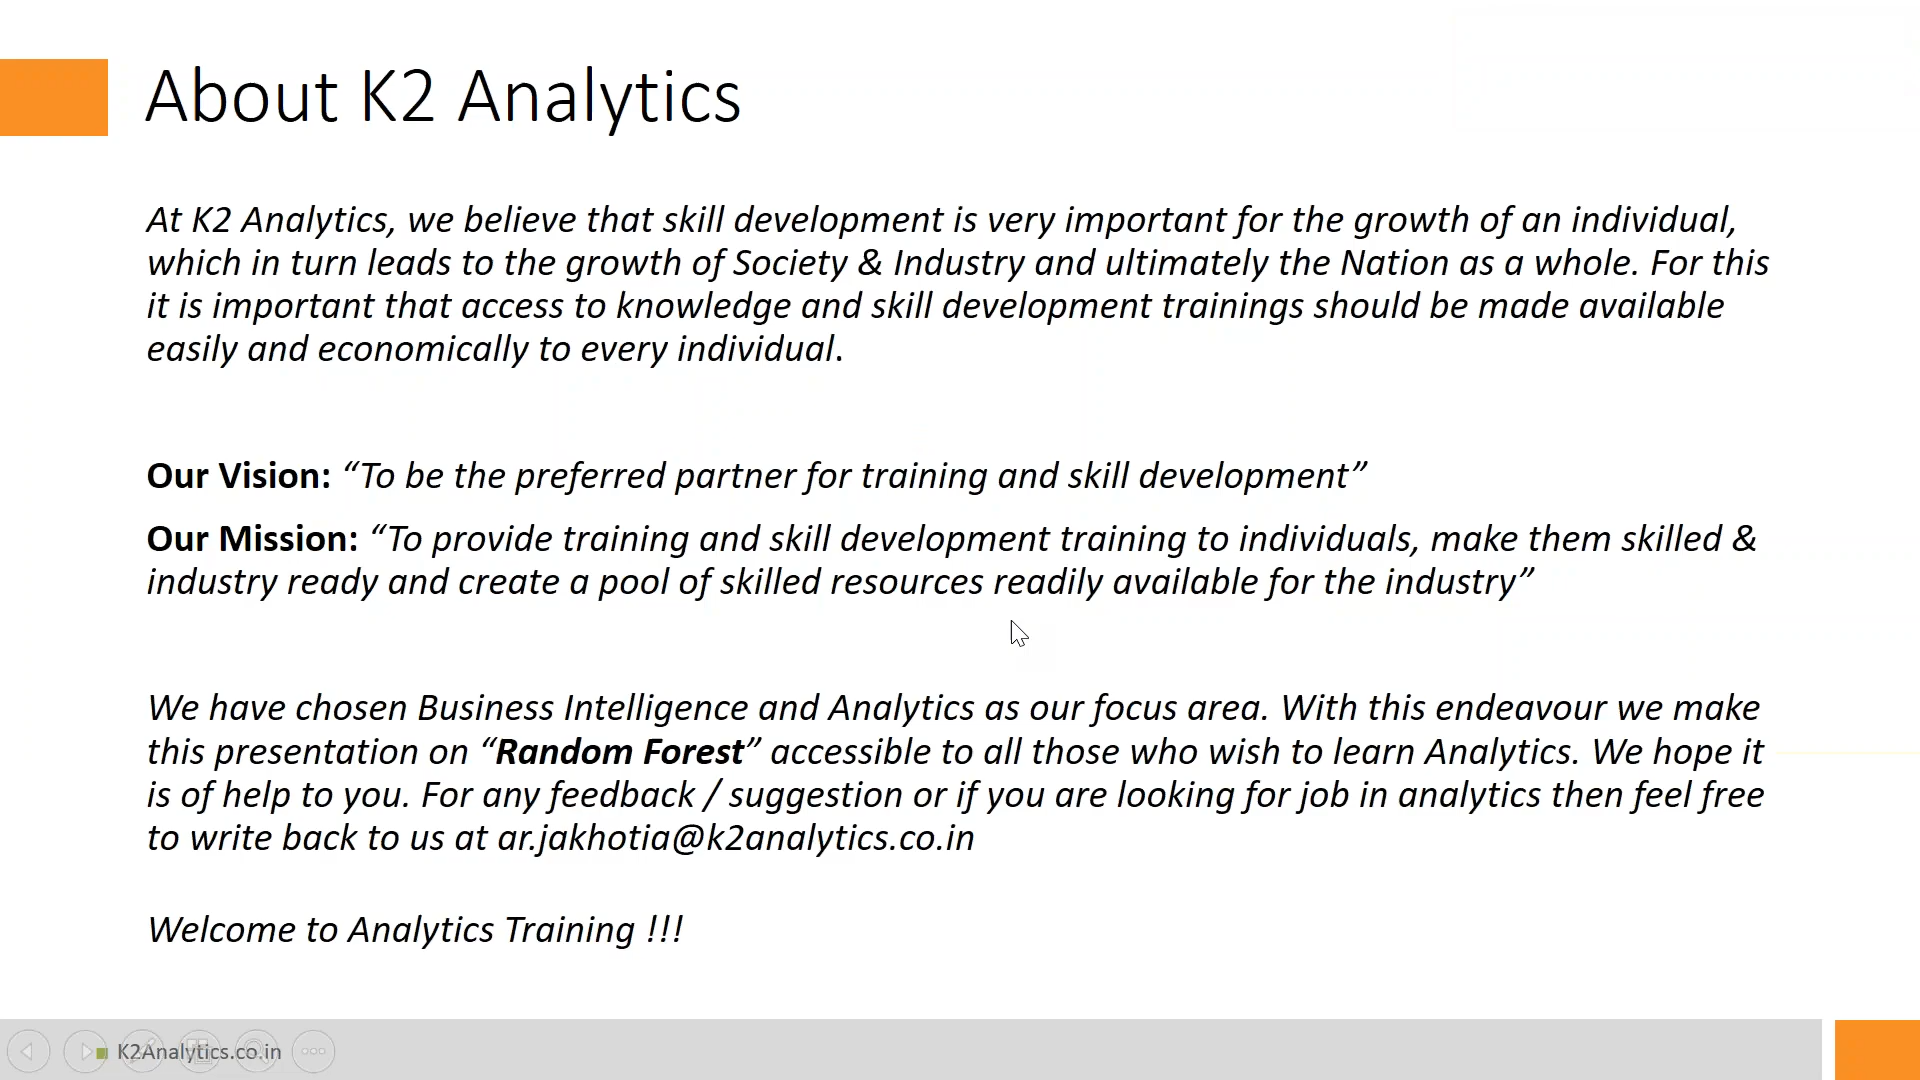 About K2 Analytics
At K2 Analytics, we believe that skill development is very important for the growth of an individual,
which in turn leads to the growth of Society & Industry and ultimately the Nation as a whole. For this
it is important that access to knowledge and skill development trainings should be made available
easily and economically to every individual.
Our Vision: “To be the preferred partner for training and skill development”
Our Mission: “To provide training and skill development training to individuals, make them skilled &
industry ready and create a pool of skilled resources readily available for the industry”
We have chosen Business Intelligence and Analytics as our focus area. With this endeavour we make
this presentation on “Random Forest” accessible to all those who wish to learn Analytics. We hope it
is of help to you. For any feedback / suggestion or if you are looking for job in analytics then feel free
to write back to us at ar.jakhotia@k2analytics.co.in
Welcome to Analytics Training !!!
K2Analytics.co.in